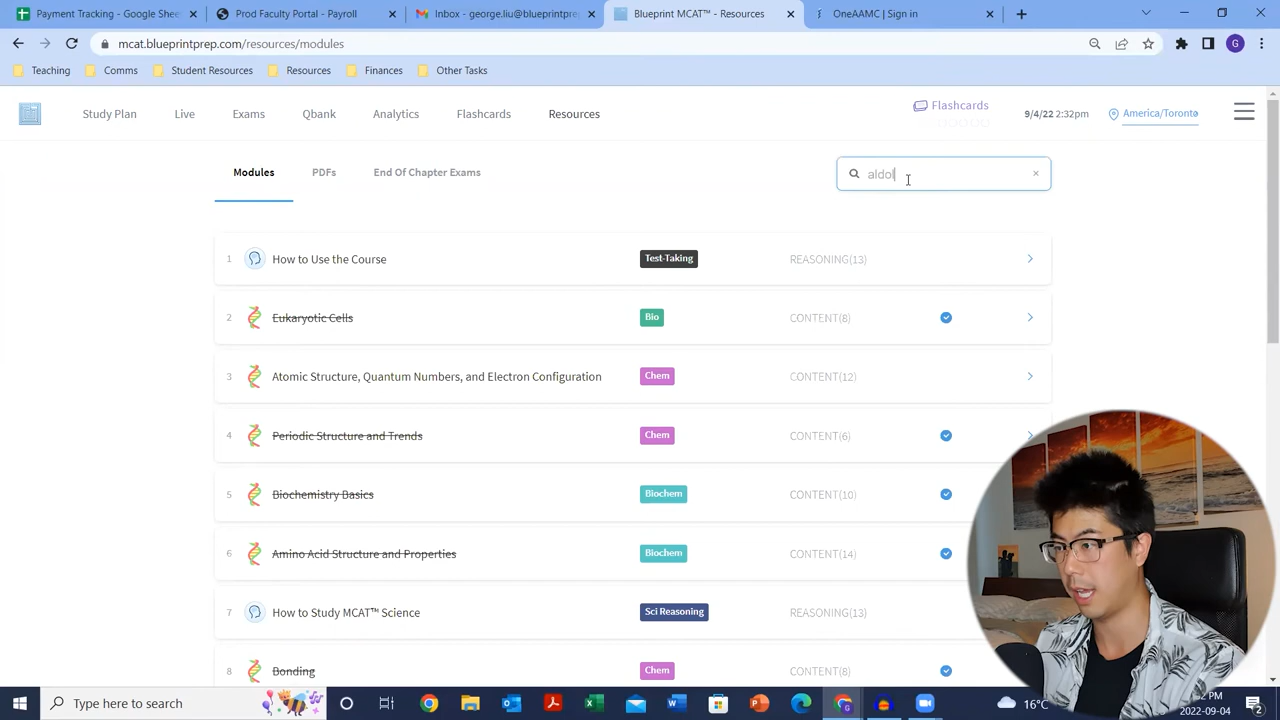 Teaching Tracking - Google Shee
Prod Faculty Support - Payroll
Inbox - george.liu@blueprintprep
Blueprint MCAT™ - Resources
OneAAMC - Sign in
mcat.blueprintprep.com/resources/modules
Teaching Comms Student Resources Resources Finances Other Tasks
Study Plan Live Exams Qbank Analytics Flashcards Resources
Flashcards
9/4/22 2:32pm
America/Toronto
Modules PDFs End Of Chapter Exams
aldol
1 How to Use the Course Test-Taking REASONING(13)
2 Eukaryotic Cells Bio CONTENT(8)
3 Atomic Structure, Quantum Numbers, and Electron Configuration Chem CONTENT(12)
4 Periodic Structure and Trends Chem CONTENT(6)
5 Biochemistry Basics Biochem CONTENT(10)
6 Amino Acid Structure and Properties Biochem CONTENT(14)
7 How to Study MCAT™ Science Sci Reasoning REASONING(13)
8 Bonding Chem CONTENT(8)
Type here to search
16°C
PM
2022-09-04